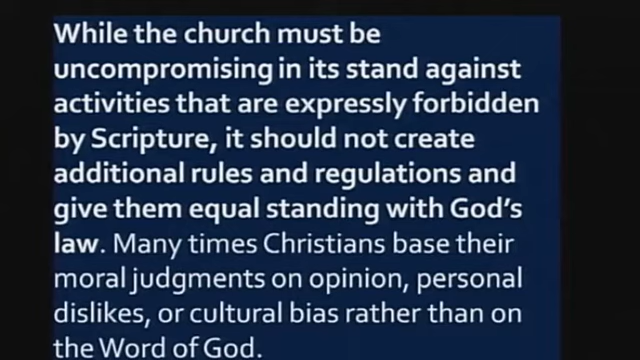 While the church must be
uncompromising in its stand against
activities that are expressly forbidden
by Scripture, it should not create
additional rules and regulations and
give them equal standing with God's
law. Many times Christians base their
moral judgments on opinion, personal
dislikes, or cultural bias rather than on
the Word of God.